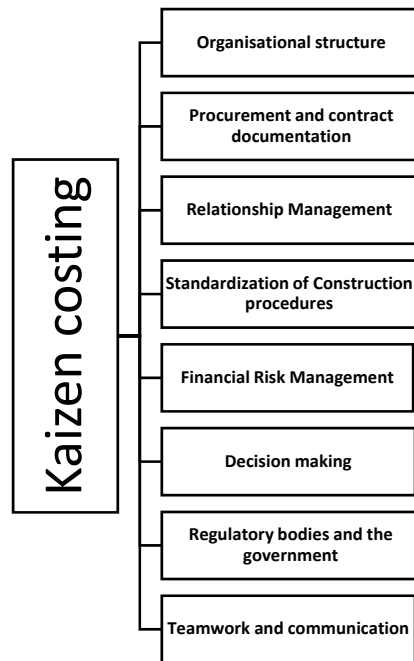 Kaizen costing
Organisational structure
Procurement and contract
documentation
Relationship Management
Standardization of Construction
procedures
Financial Risk Management
Decision making
Regulatory bodies and the
government
Teamwork and communication